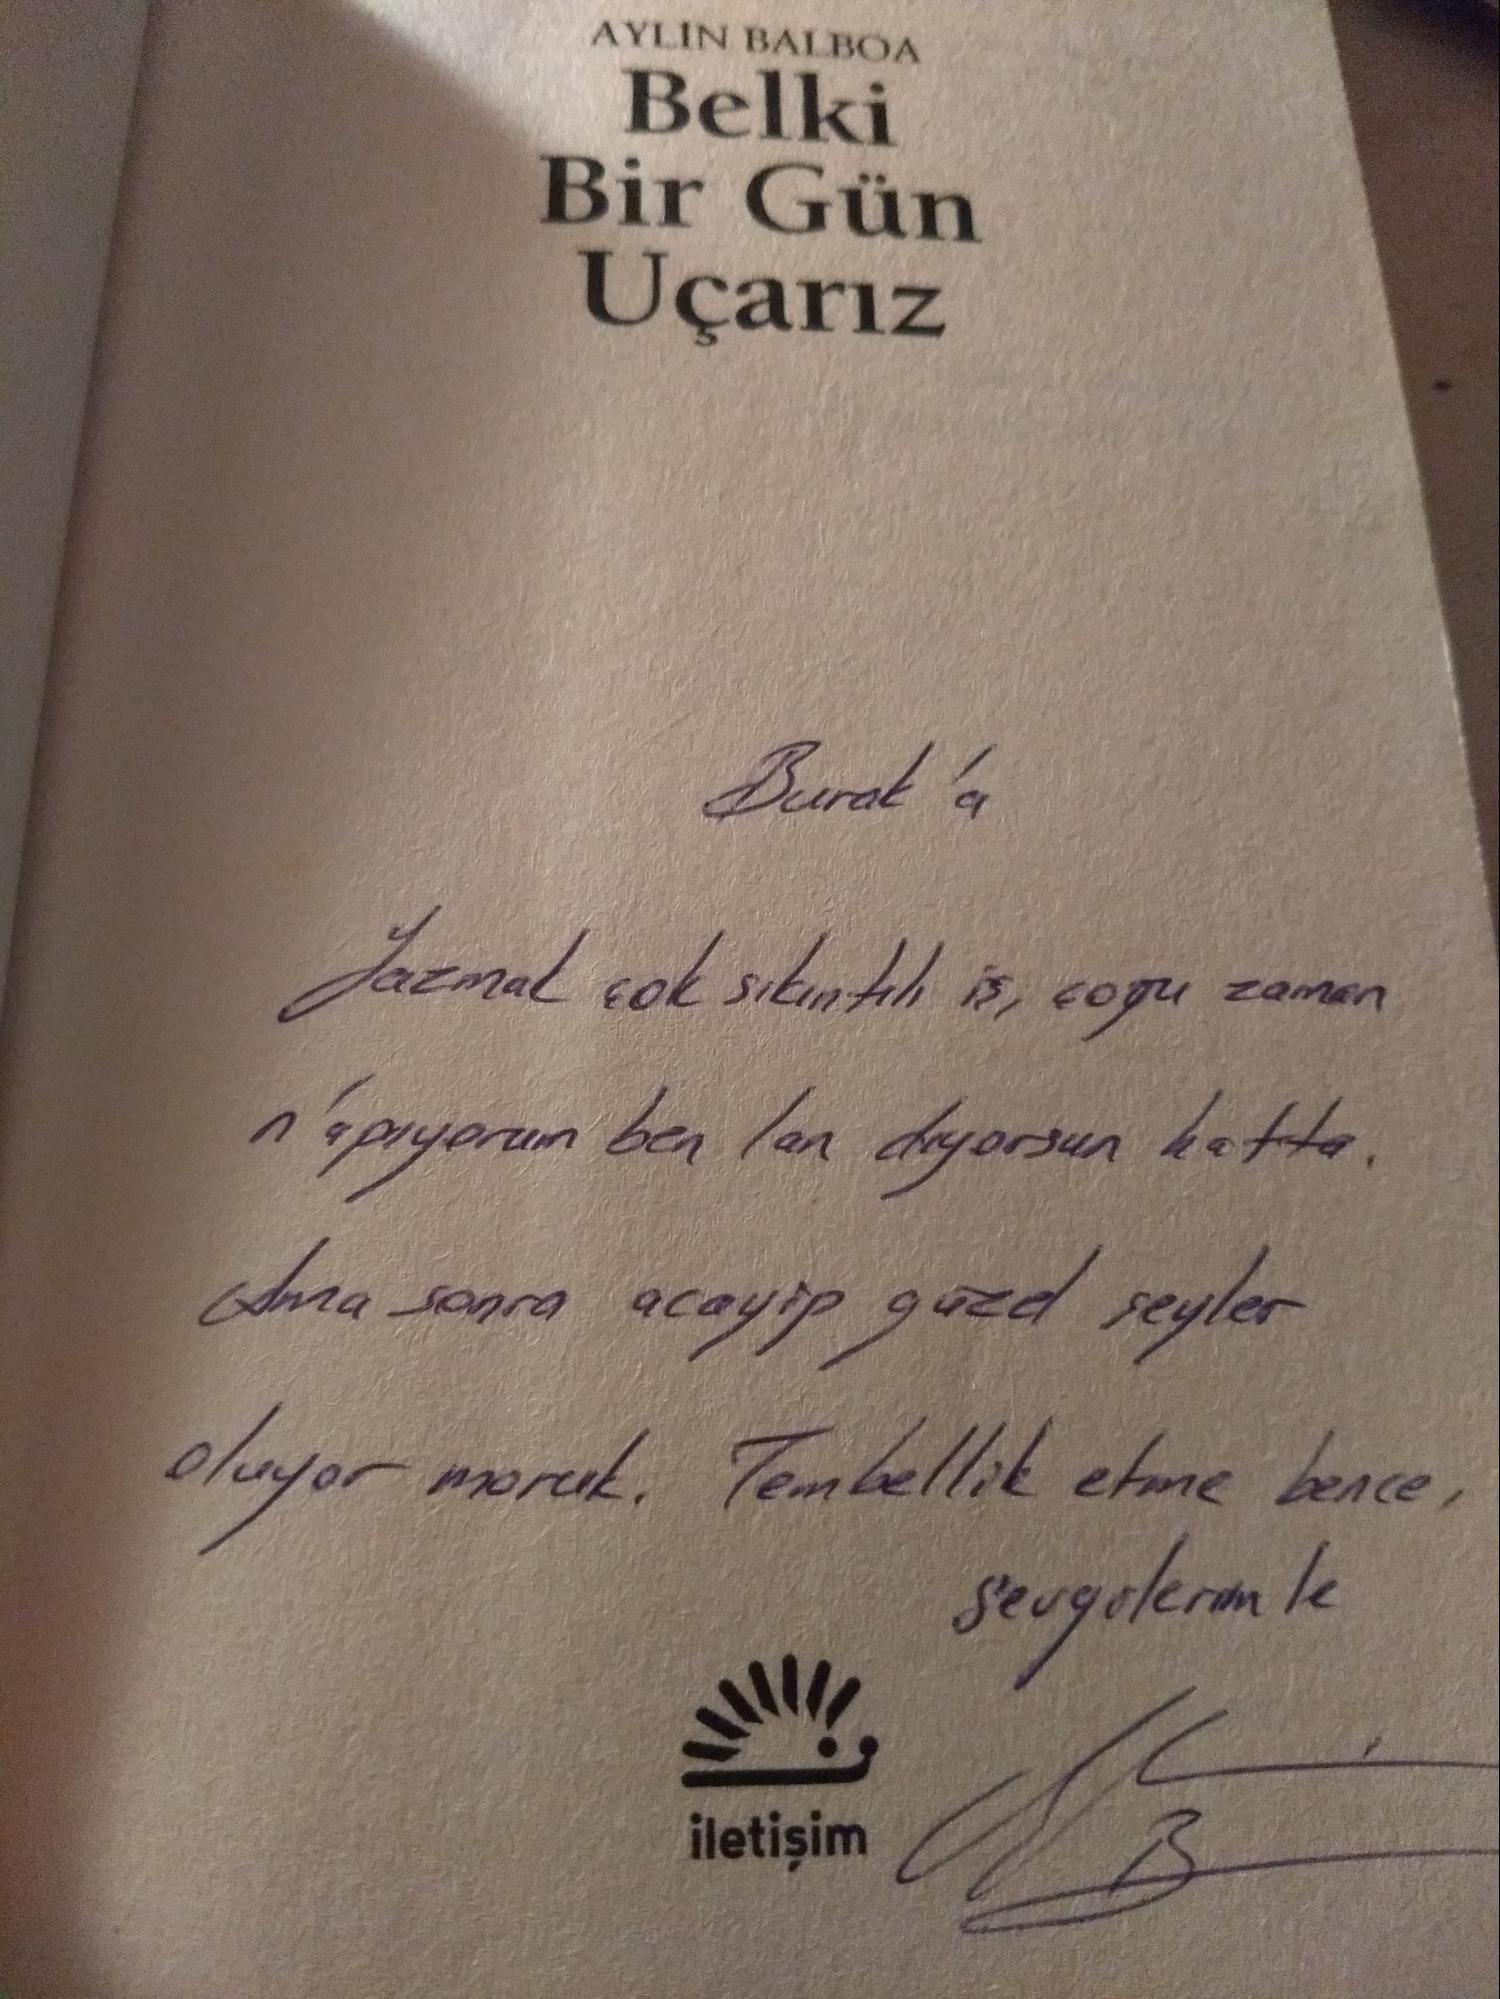 AYLİN BALBOA
Belki
Bir Gün
Uçarız
Burak'a
Yazmak çok sıkıntılı iş, çoğu zaman
n'apıyorum ben lan diyorsun hatta.
Ama sonra acayip güzel şeyler
oluyor moruk. Tembellik etme bence,
sevgilerimle
iletişim
B